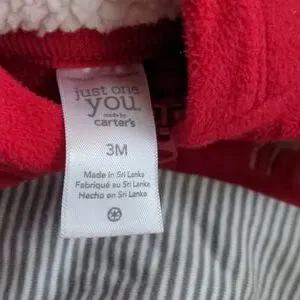 just one
you
made by
carter's
3M
Made in Sri Lanka
Fabriqué au Sri Lanka
Hecho en Sri Lanka